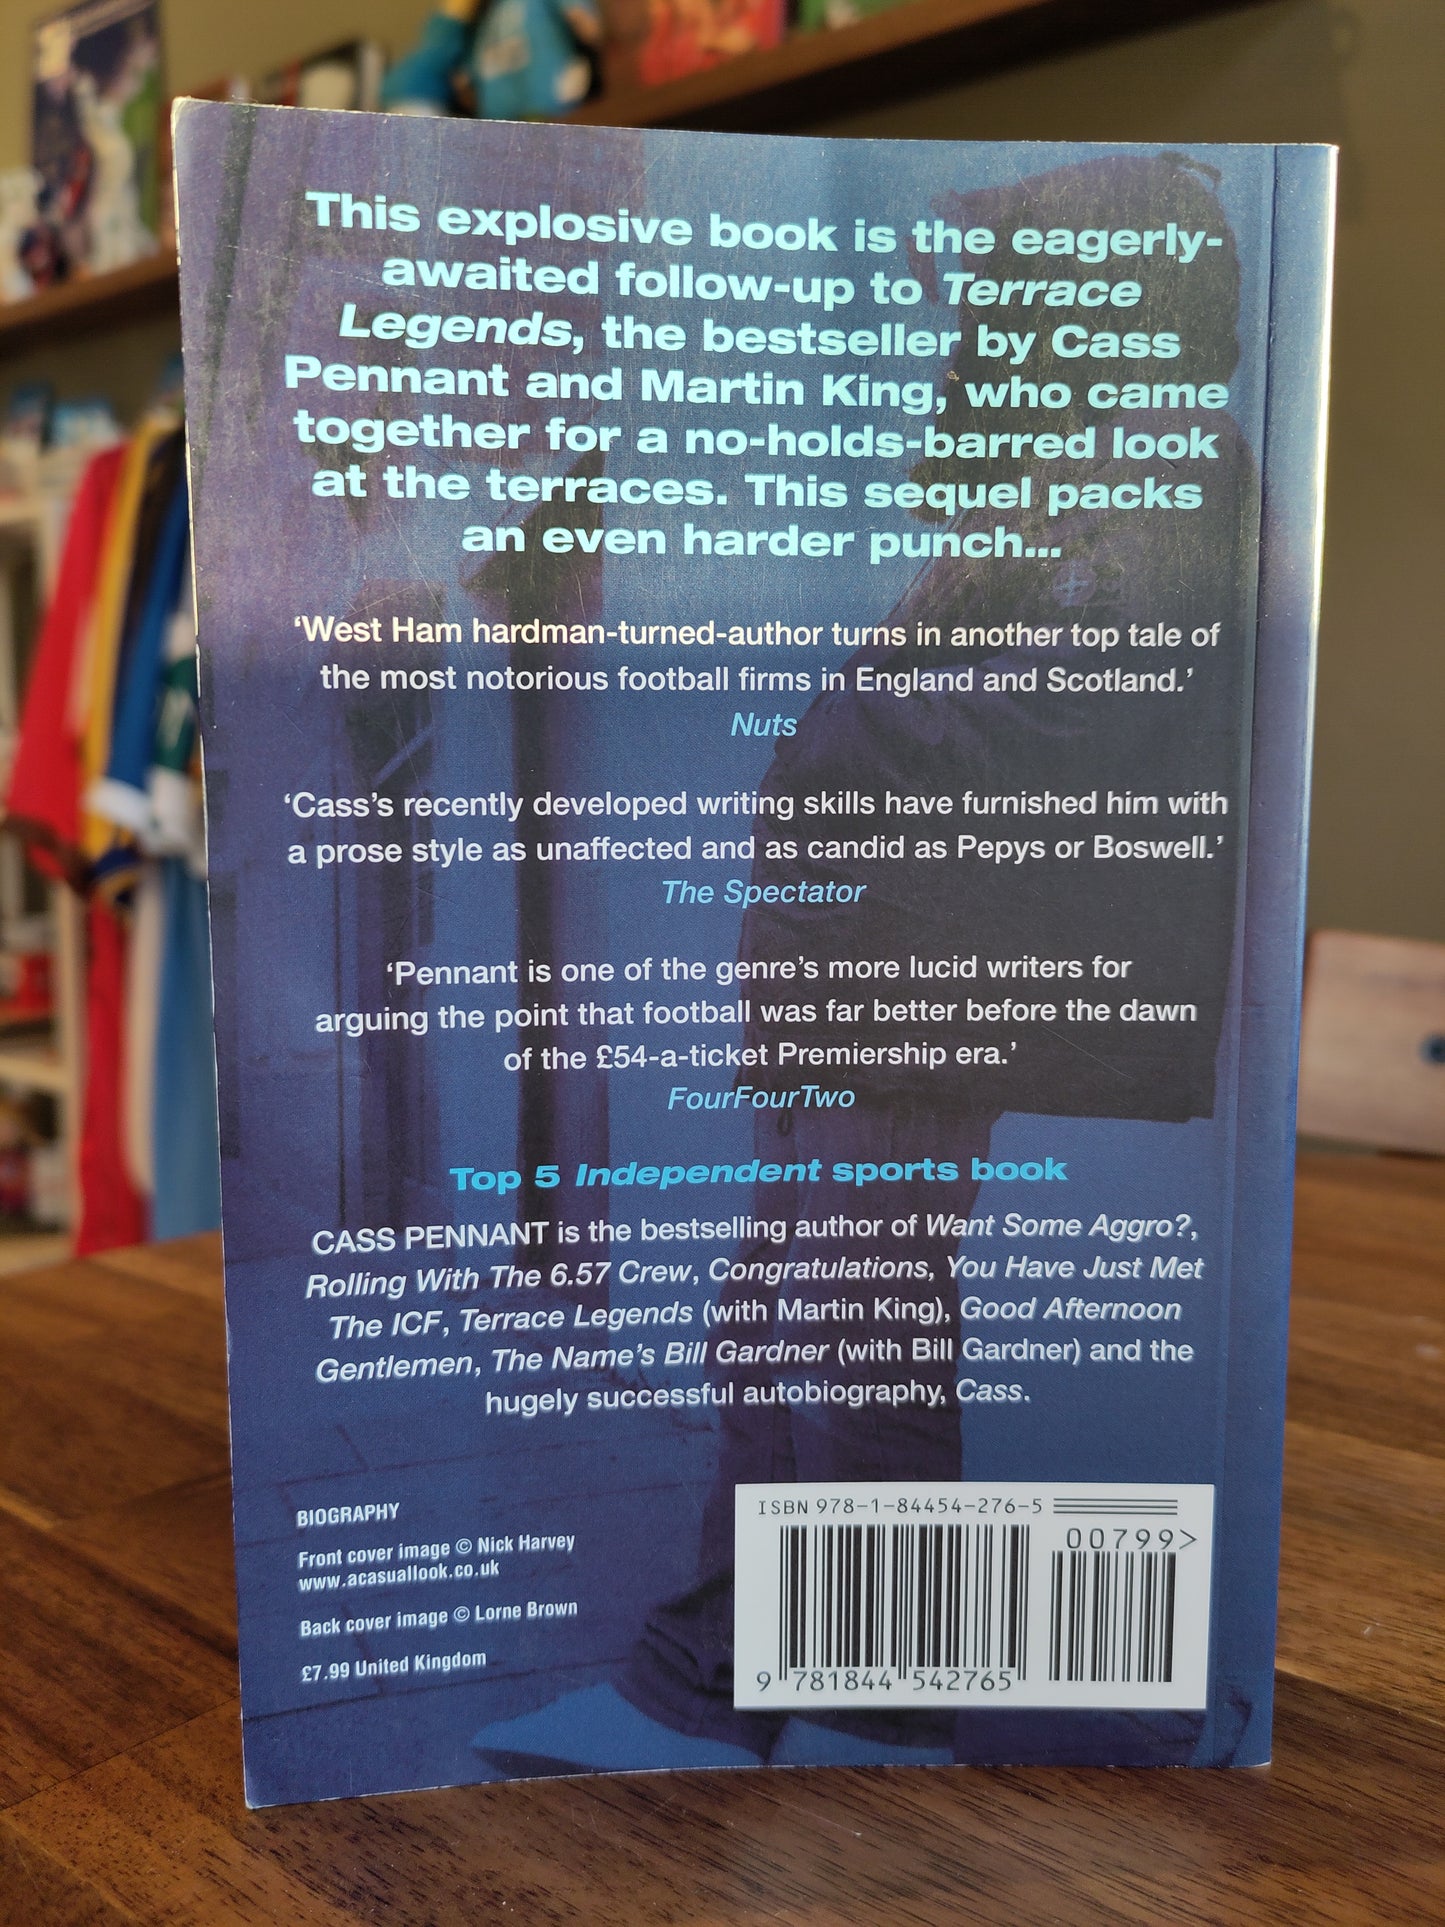 This explosive book is the eagerly-
awaited follow-up to Terrace
Legends, the bestseller by Cass
Pennant and Martin King, who came
together for a no-holds-barred look
at the terraces. This sequel packs
an even harder punch...
‘West Ham hardman-turned-author turns in another top tale of
the most notorious football firms in England and Scotland.’
Nuts
‘Cass’s recently developed writing skills have furnished him with
a prose style as unaffected and as candid as Pepys or Boswell.’
The Spectator
‘Pennant is one of the genre’s more lucid writers for
arguing the point that football was far better before the dawn
of the £54-a-ticket Premiership era.’
FourFourTwo
Top 5 Independent sports book
CASS PENNANT is the bestselling author of Want Some Aggro?,
Rolling With The 6.57 Crew, Congratulations, You Have Just Met
The ICF, Terrace Legends (with Martin King), Good Afternoon
Gentlemen, The Name’s Bill Gardner (with Bill Gardner) and the
hugely successful autobiography, Cass.
BIOGRAPHY
Front cover image © Nick Harvey
www.acasuallook.co.uk
Back cover image © Lorne Brown
£7.99 United Kingdom
ISBN 978-1-84454-276-5
00799>
9 781844 542765